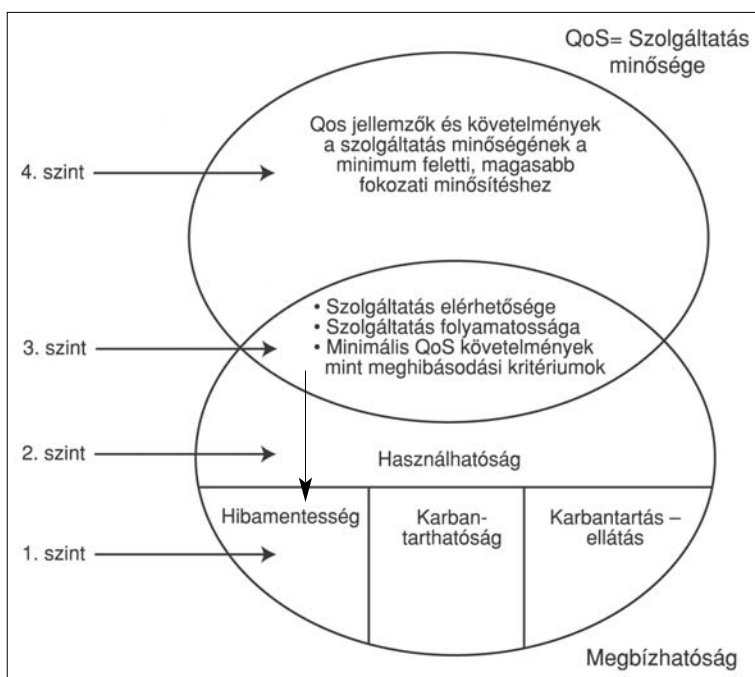 QoS= Szolgáltatás
minősége
Qos jellemzők és követelmények
a szolgáltatás minőségének a
minimum feletti, magasabb
fokozati minősítéshez
4. szint
• Szolgáltatás elérhetősége
• Szolgáltatás folyamatossága
• Minimális QoS követelmények
mint meghibásodási kritériumok
3. szint
2. szint
Használhatóság
Hibamentesség
Karban-
tarthatóság
Karbantartás –
ellátás
1. szint
Megbízhatóság